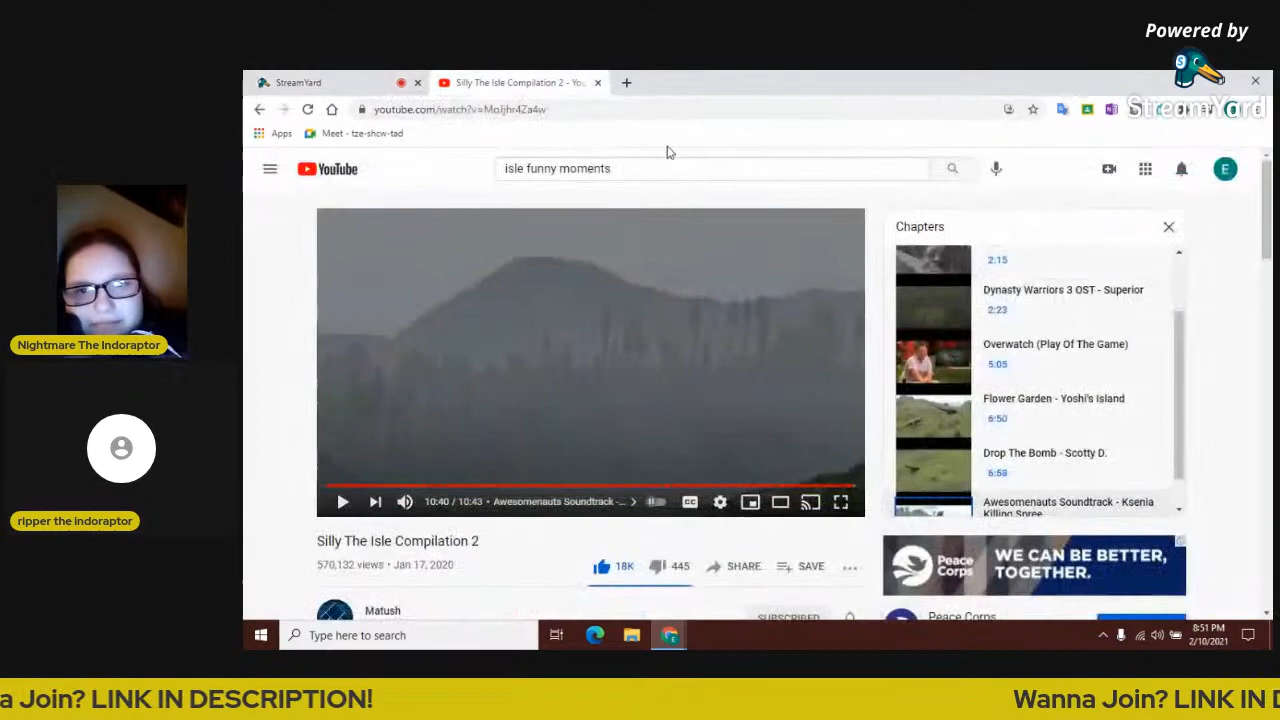 Powered by
StreamYard
StreamYard
Silly The Isle Compilation 2 - You
youtube.com/watch?v=MoJjhr4Za4w
Apps
Meet - tze-shcw-tad
YouTube
isle funny moments
E
Chapters
2:15
Dynasty Warriors 3 OST - Superior
2:23
Overwatch (Play Of The Game)
5:05
Flower Garden - Yoshi's Island
6:50
Drop The Bomb - Scotty D.
6:58
Awesomenauts Soundtrack - Ksenia
Killing Spree
10:40 / 10:43 • Awesomenauts Soundtrack -...
CC
Silly The Isle Compilation 2
570,132 views • Jan 17, 2020
18K
445
SHARE
SAVE
Peace
Corps
WE CAN BE BETTER,
TOGETHER.
Matush
SUBSCRIBED
Peace Corps
Nightmare The Indoraptor
ripper the indoraptor
Type here to search
8:51 PM
2/10/2021
a Join? LINK IN DESCRIPTION!
Wanna Join? LINK IN D